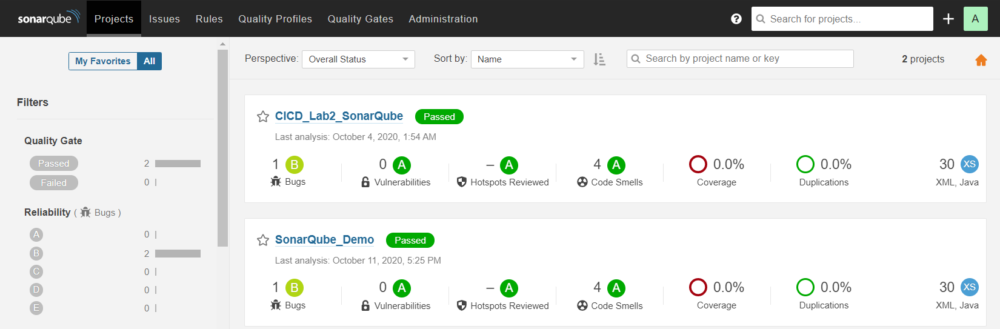 sonarqube Projects Issues Rules Quality Profiles Quality Gates Administration ? Search for projects... + A
My Favorites All
Perspective: Overall Status Sort by: Name Search by project name or key 2 projects
Filters
Quality Gate
Passed 2
Failed 0
Reliability ( Bugs )
A 0
B 2
C 0
D 0
E 0
CICD_Lab2_SonarQube Passed
Last analysis: October 4, 2020, 1:54 AM
1 B 0 A – A 4 A 0.0% 0.0% 30 XS
Bugs Vulnerabilities Hotspots Reviewed Code Smells Coverage Duplications XML, Java
SonarQube_Demo Passed
Last analysis: October 11, 2020, 5:25 PM
1 B 0 A – A 4 A 0.0% 0.0% 30 XS
Bugs Vulnerabilities Hotspots Reviewed Code Smells Coverage Duplications XML, Java